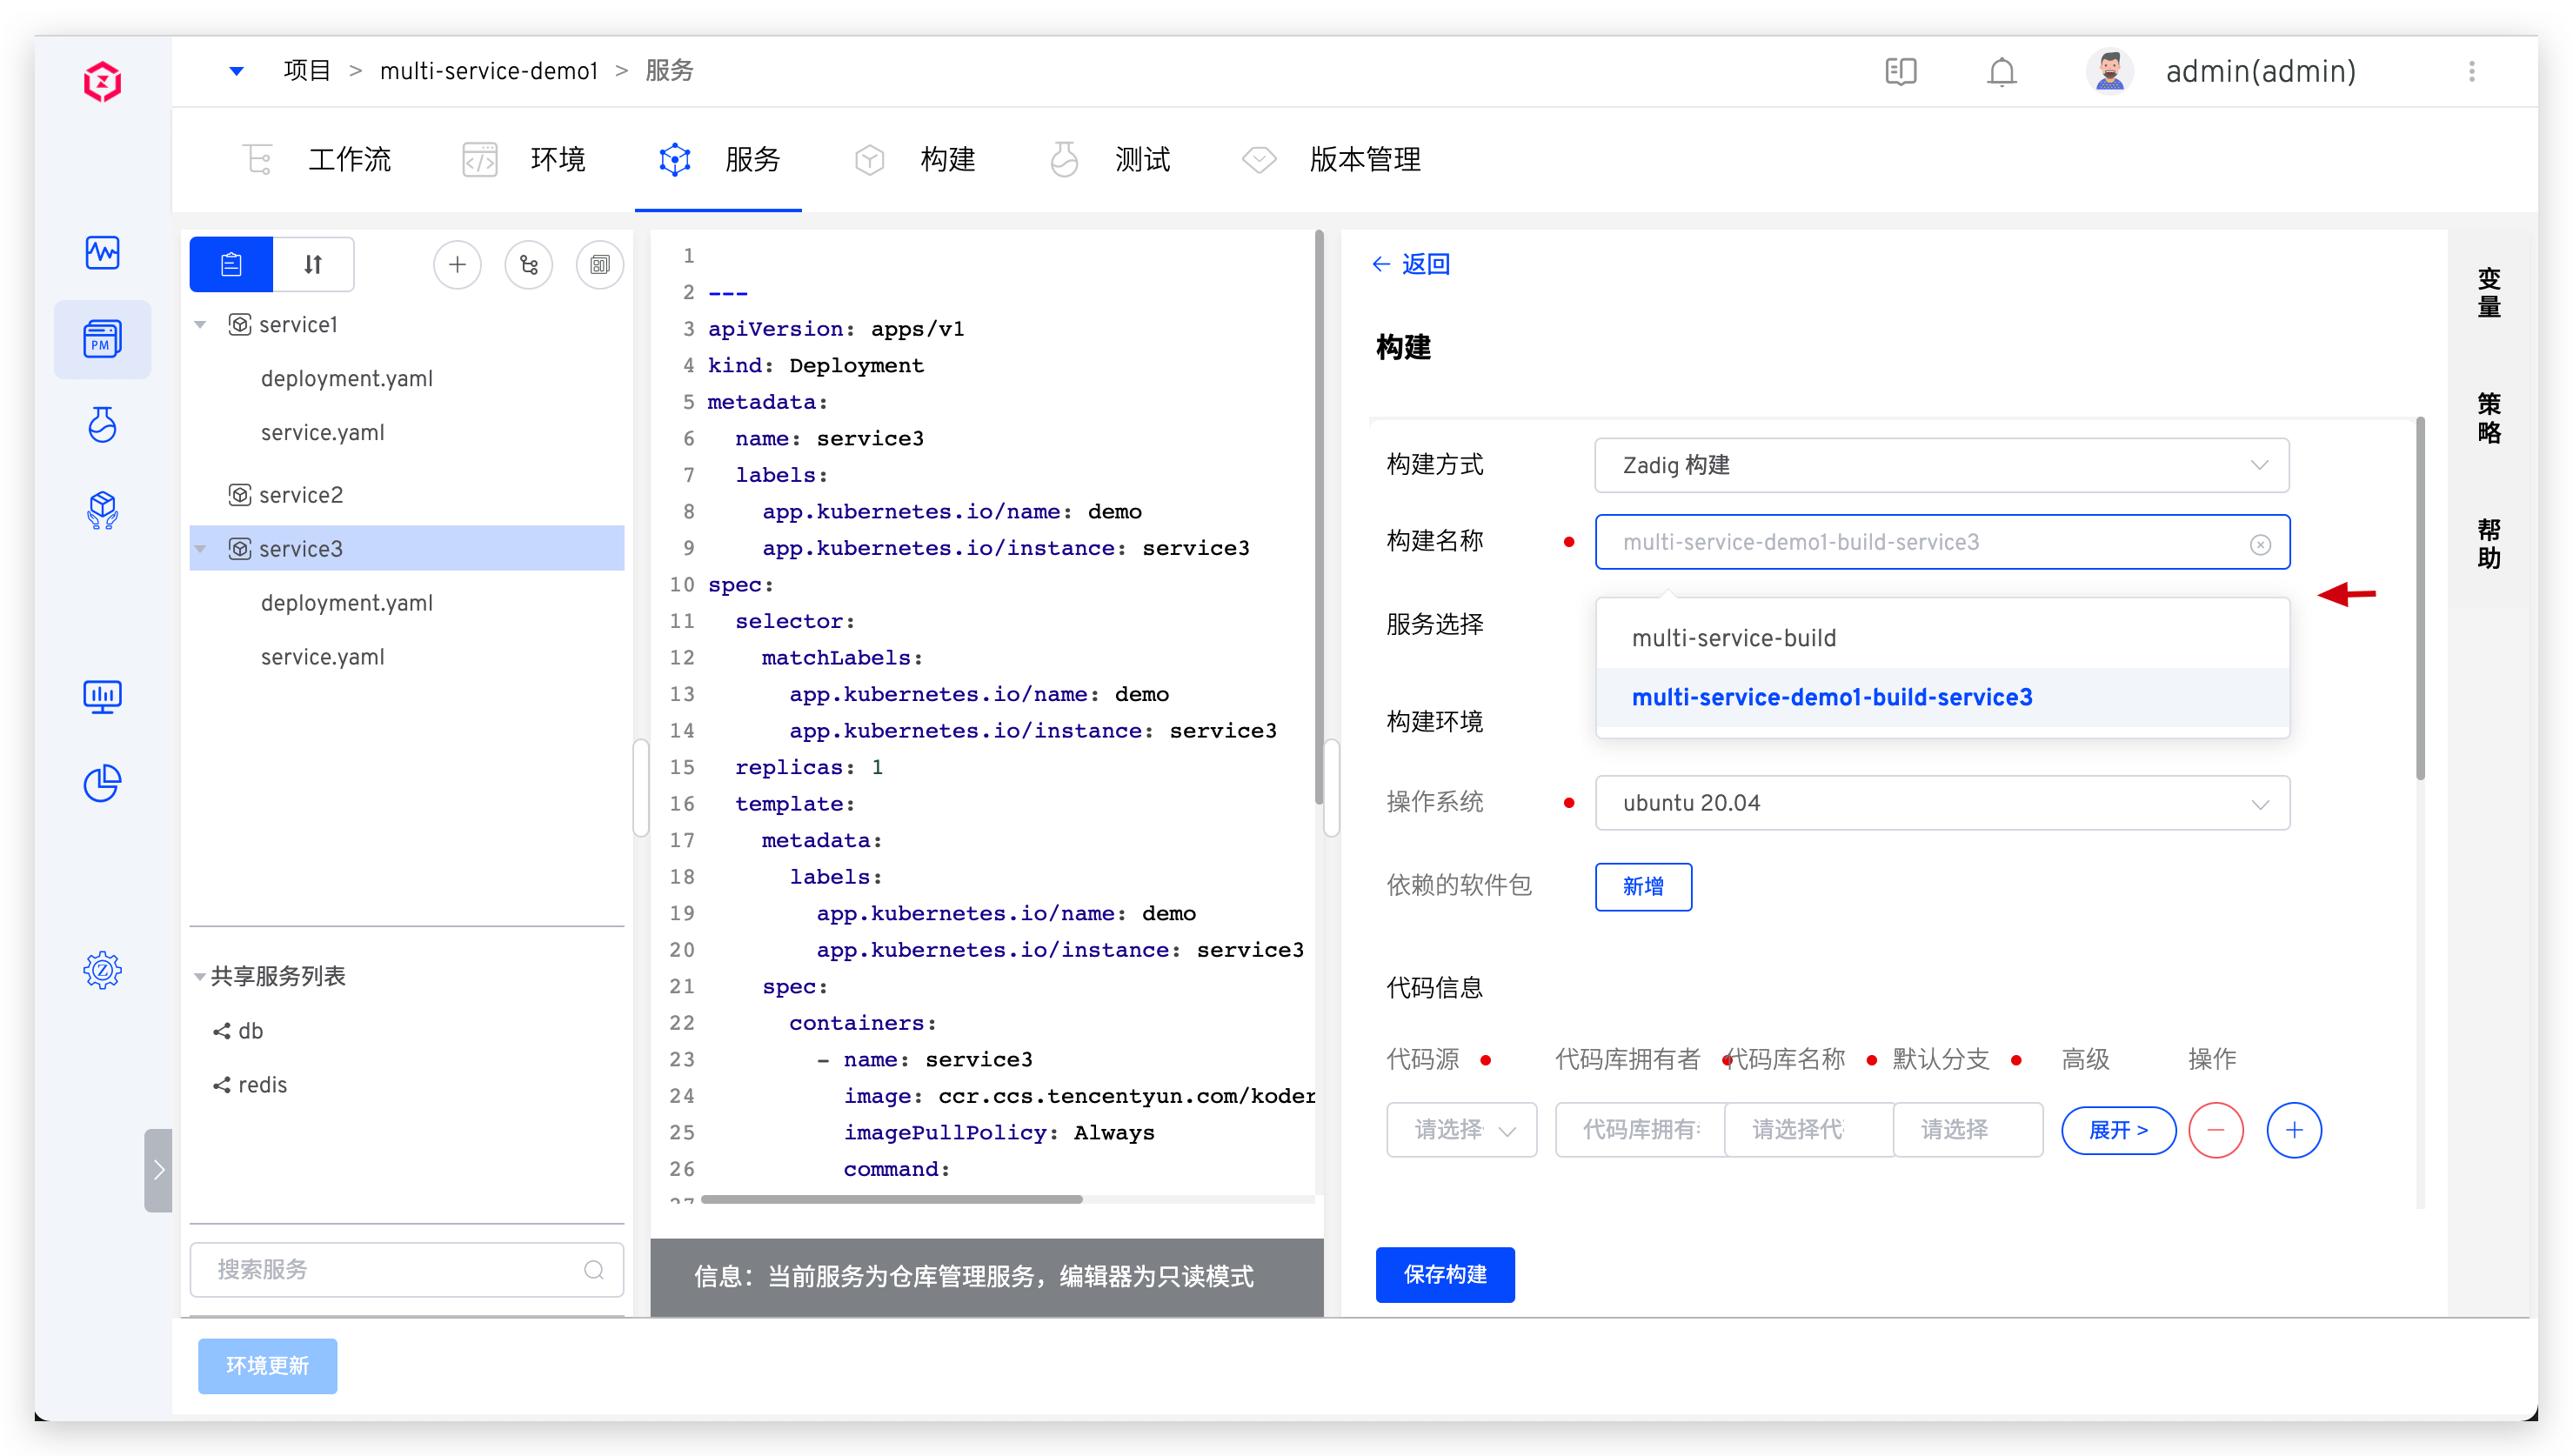 项目 > multi-service-demo1 > 服务
admin(admin)
工作流
环境
服务
构建
测试
版本管理
PM
service1
deployment.yaml
service.yaml
service2
service3
deployment.yaml
service.yaml
共享服务列表
db
redis
搜索服务
环境更新
1
2 ---
3 apiVersion: apps/v1
4 kind: Deployment
5 metadata:
6 name: service3
7 labels:
8 app.kubernetes.io/name: demo
9 app.kubernetes.io/instance: service3
10 spec:
11 selector:
12 matchLabels:
13 app.kubernetes.io/name: demo
14 app.kubernetes.io/instance: service3
15 replicas: 1
16 template:
17 metadata:
18 labels:
19 app.kubernetes.io/name: demo
20 app.kubernetes.io/instance: service3
21 spec:
22 containers:
23 - name: service3
24 image: ccr.ccs.tencentyun.com/koder
25 imagePullPolicy: Always
26 command:
27
信息：当前服务为仓库管理服务，编辑器为只读模式
← 返回
构建
构建方式 Zadig 构建
构建名称 multi-service-demo1-build-service3
服务选择
multi-service-build
multi-service-demo1-build-service3
构建环境
操作系统 ubuntu 20.04
依赖的软件包 新增
代码信息
代码源 代码库拥有者 代码库名称 默认分支 高级 操作
请选择 代码库拥有 请选择代 请选择 展开 >
保存构建
变量
策略
帮助